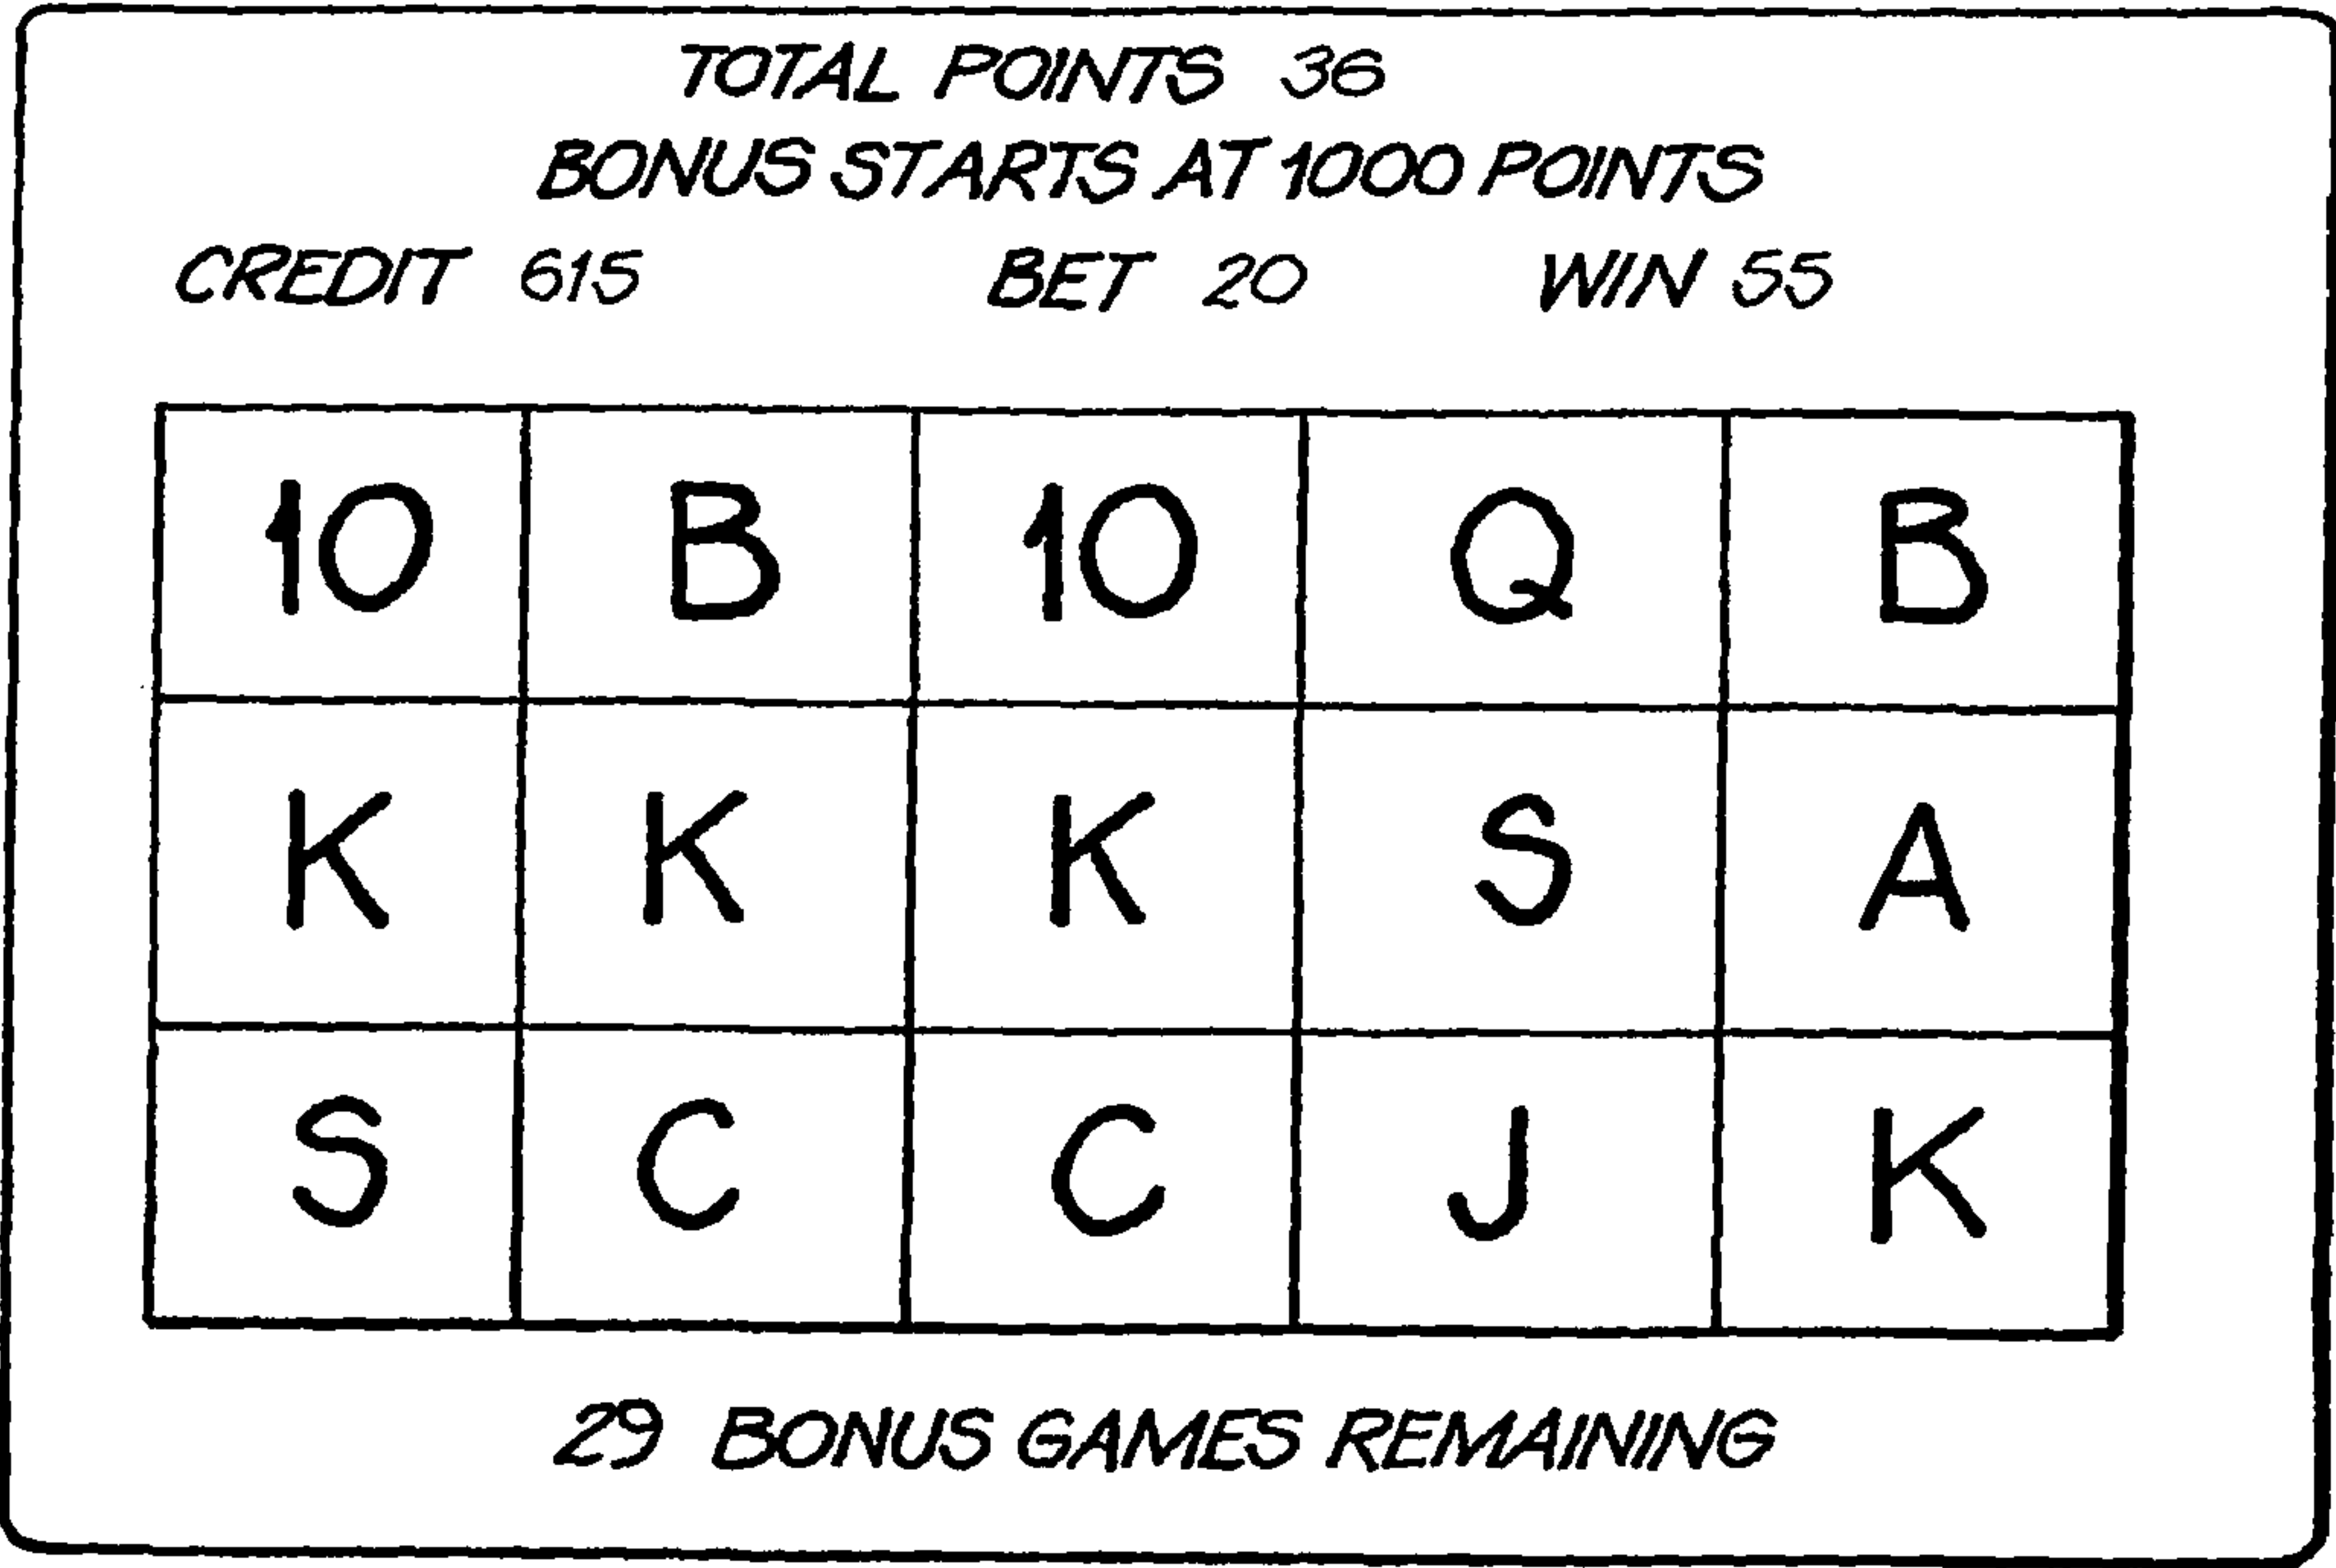 TOTAL POINTS 36
BONUS STARTS AT 1000 POINTS
CREDIT 615 BET 20 WIN 55
10 B 10 Q B
K K K S A
S C C J K
29 BONUS GAMES REMAINING